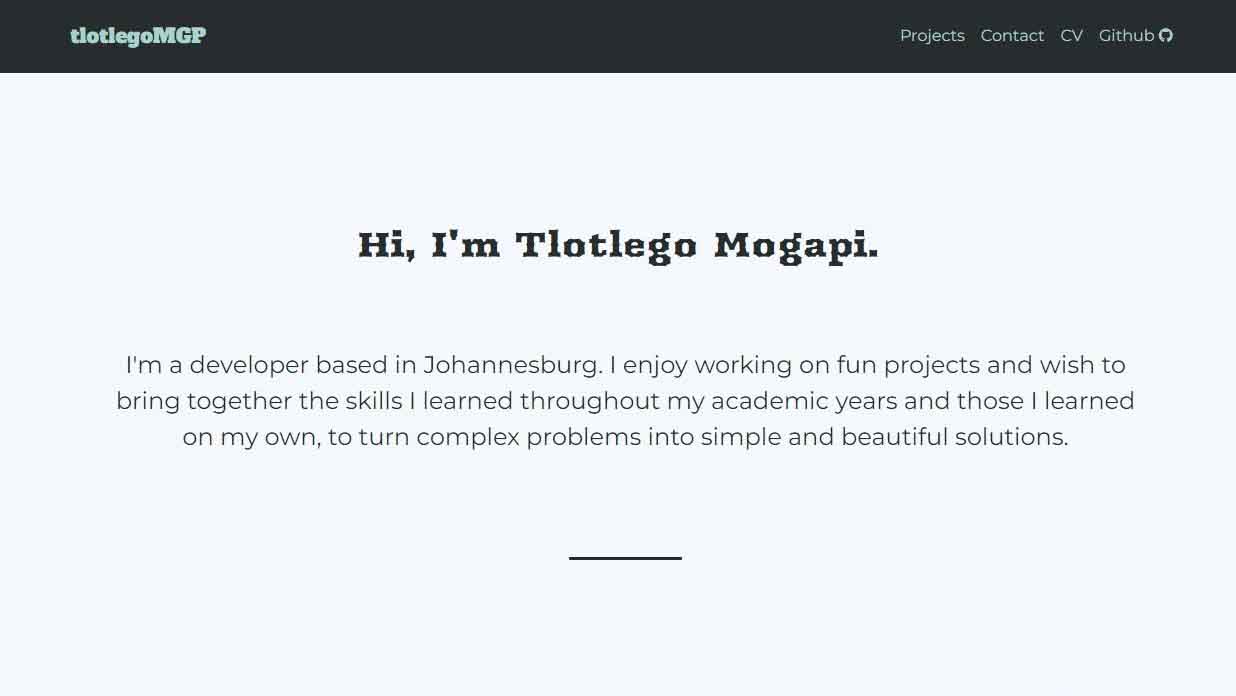 tlotlegoMGP
Projects Contact CV Github
Hi, I'm Tlotlego Mogapi.
I'm a developer based in Johannesburg. I enjoy working on fun projects and wish to
bring together the skills I learned throughout my academic years and those I learned
on my own, to turn complex problems into simple and beautiful solutions.